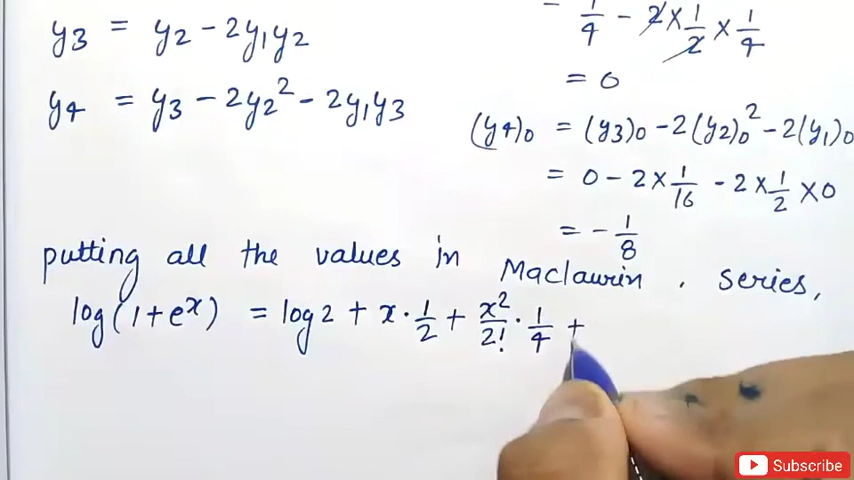 y3 = y2 - 2y1y2
y4 = y3 - 2y2² - 2y1y3
1/4 - 2 × 1/2 × 1/4
= 0
(y4)0 = (y3)0 - 2(y2)0² - 2(y1)0
= 0 - 2 × 1/16 - 2 × 1/2 × 0
= - 1/8
putting all the values in Maclaurin . series,
log(1+eˣ) = log2 + x · 1/2 + x²/2! · 1/4 +
Subscribe